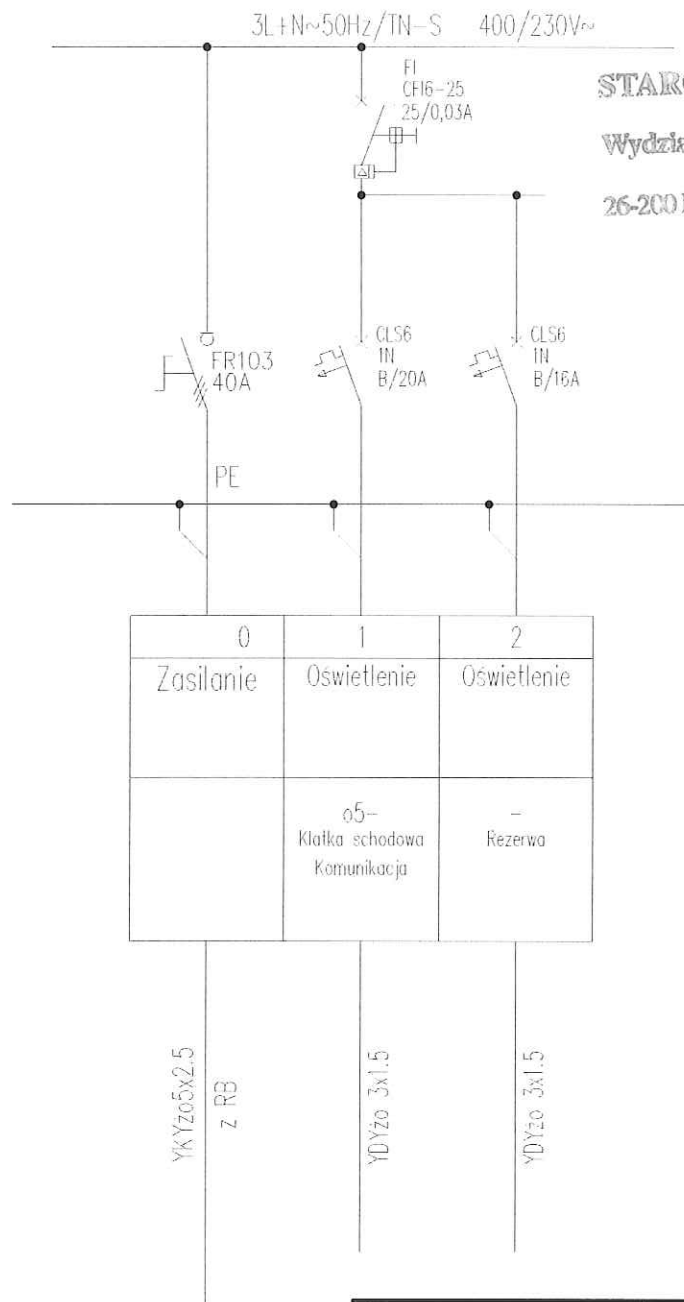 3L+N~50Hz/TN-S 400/230V~
FI
CFI6-25
25/0,03A
Wydzia
26-200
FR103
40A
CLS6
1N
B/20A
CLS6
1N
B/16A
PE
0 1 2
Zasilanie Oświetlenie Oświetlenie
o5-
Klatka schodowa
Komunikacja
-
Rezerwa
YKYżo5x2.5
z RB
YDYżo 3x1.5
YDYżo 3x1.5